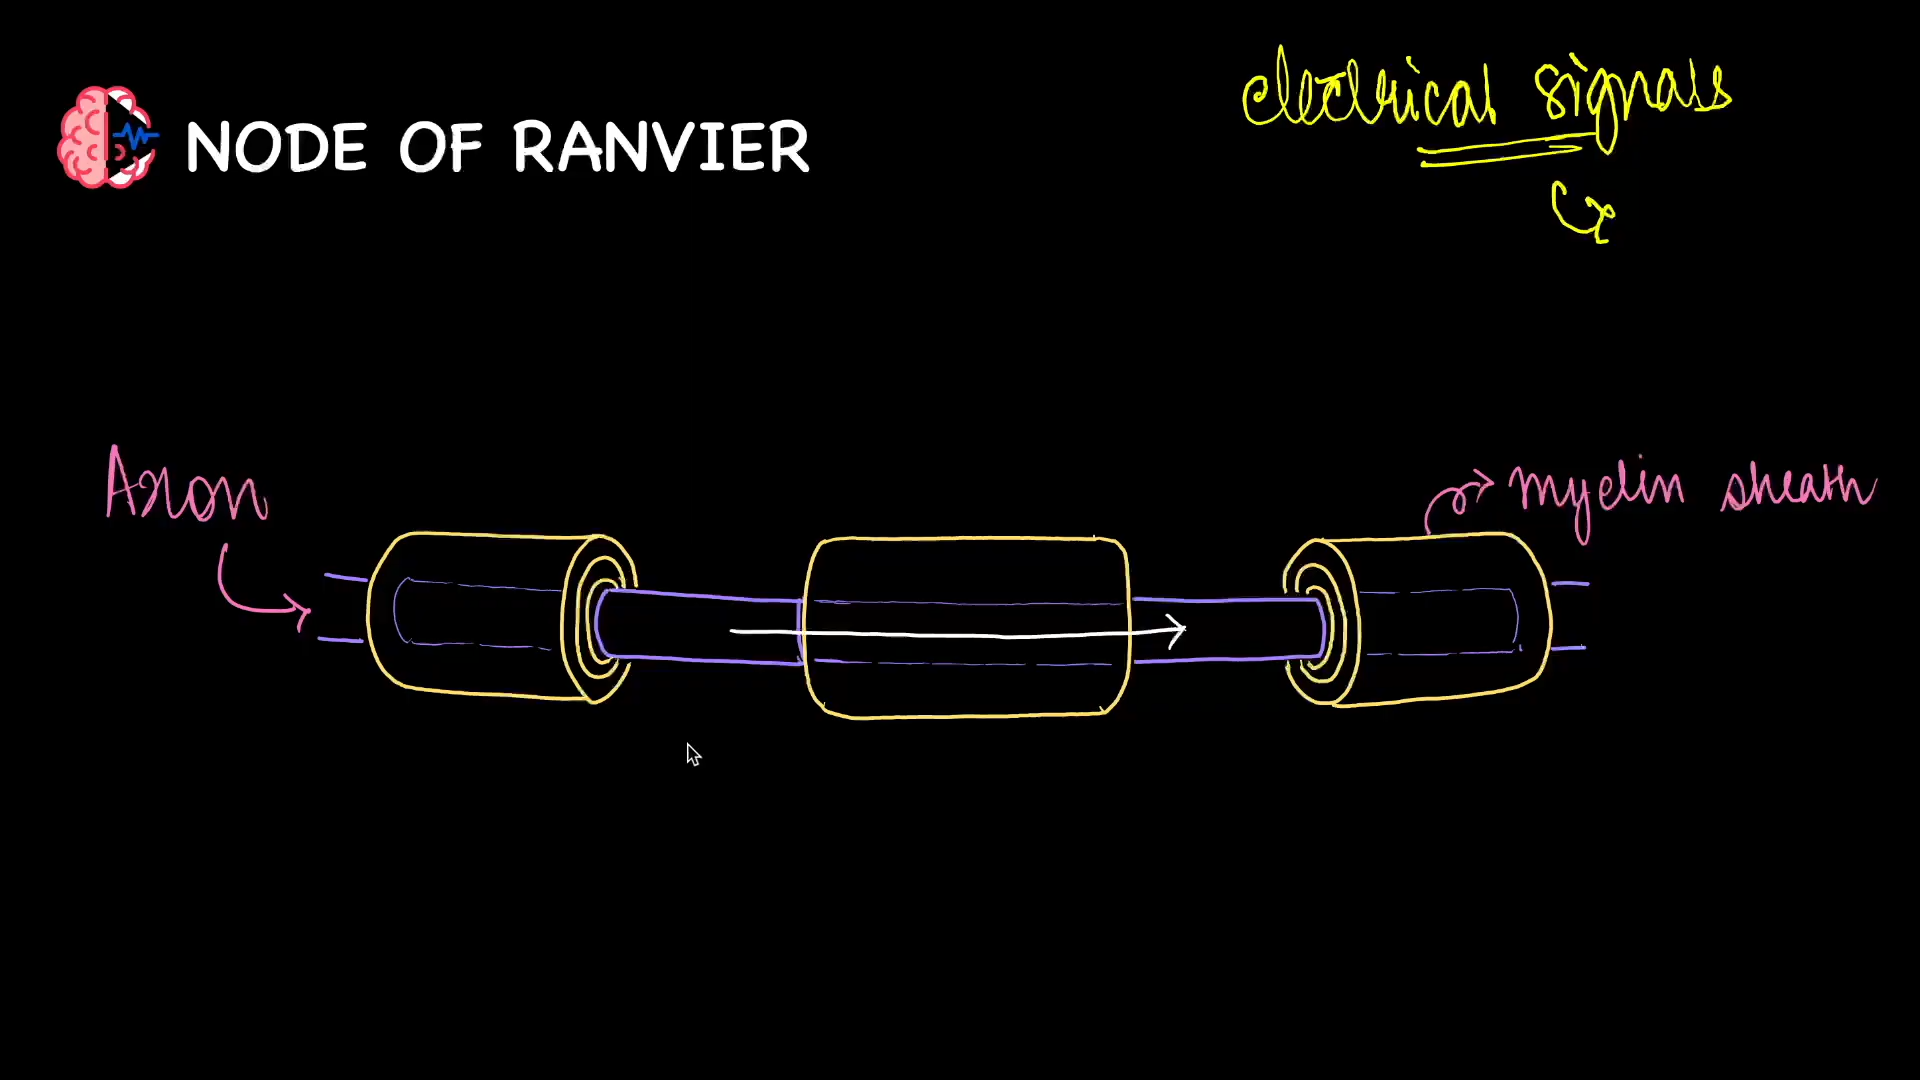 electrical signals
NODE OF RANVIER
Axon
myelin sheath